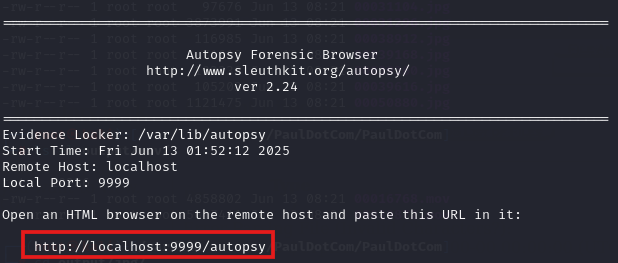 Autopsy Forensic Browser
http://www.sleuthkit.org/autopsy/
ver 2.24
Evidence Locker: /var/lib/autopsy
Start Time: Fri Jun 13 01:52:12 2025
Remote Host: localhost
Local Port: 9999
Open an HTML browser on the remote host and paste this URL in it:
http://localhost:9999/autopsy